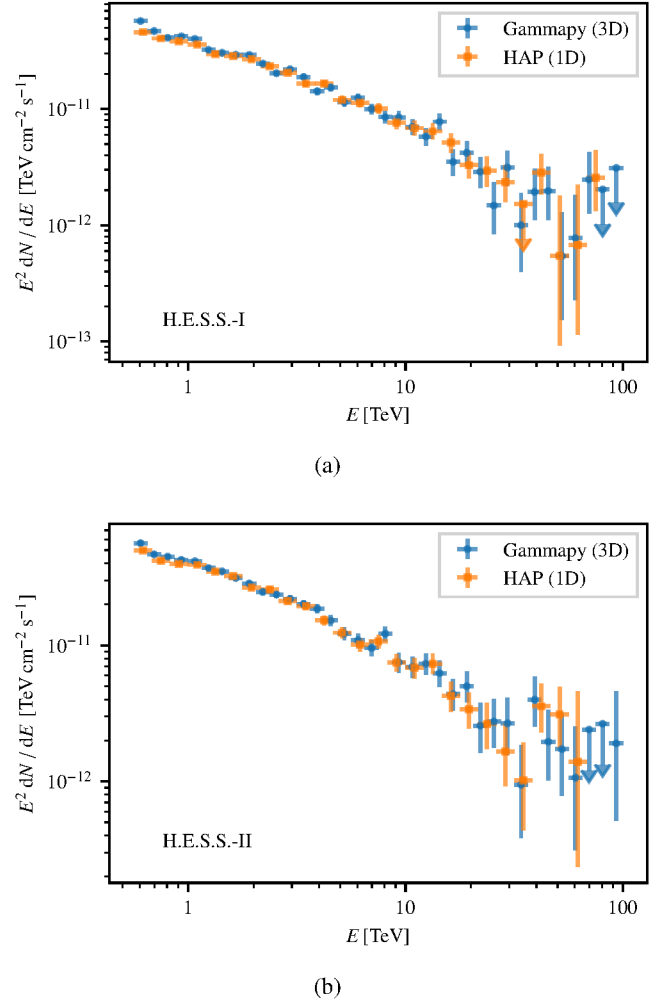 Gammapy (3D)
HAP (1D)
10⁻¹¹
10⁻¹²
10⁻¹³
E² dN / dE [TeV cm⁻² s⁻¹]
H.E.S.S.-I
1
10
100
E [TeV]
(a)
Gammapy (3D)
HAP (1D)
10⁻¹¹
10⁻¹²
E² dN / dE [TeV cm⁻² s⁻¹]
H.E.S.S.-II
1
10
100
E [TeV]
(b)